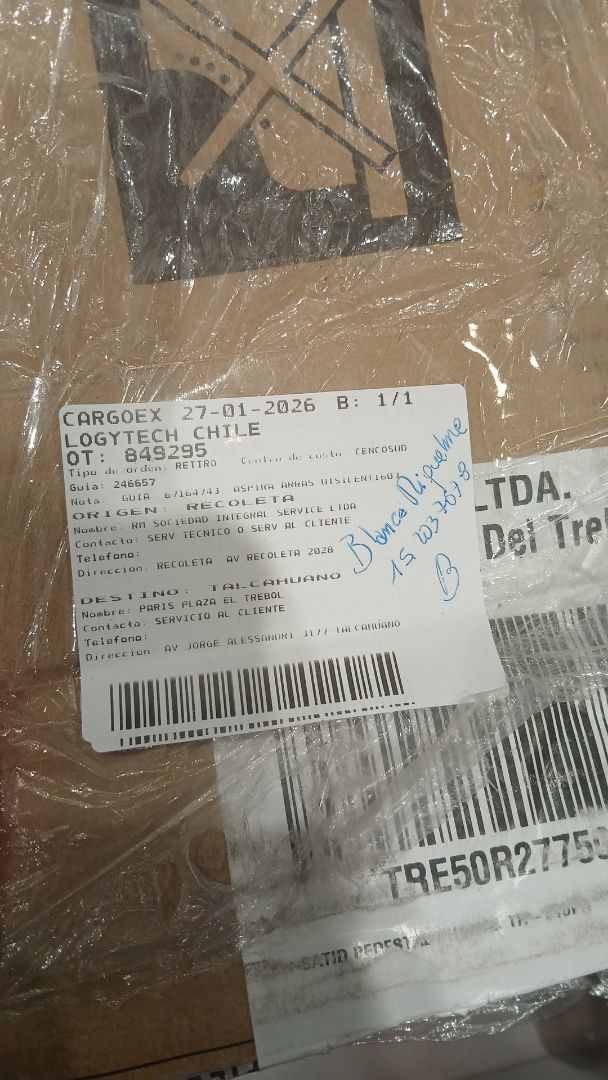 CARGOEX 27-01-2026 B: 1/1
LOGYTECH CHILE
OT: 849295
Tipo de orden: RETIRO Centro de costo CENCOSUD
Guia: 246657
Nota: GUIA 67164743 ASPIRA ARKAS
ORIGEN: RECOLETA
Nombre: RM SOCIEDAD INTEGRAL SERVICE LTDA
Contacto: SERV TECNICO O SERV AL CLIENTE
Telefono:
Direccion: RECOLETA AV RECOLETA 2028
DESTINO: TALCAHUANO
Nombre: PARIS PLAZA EL TREBOL
Contacto: SERVICIO AL CLIENTE
Telefono:
Direccion: AV JORGE ALESSANDRI 3177 TALCAHUANO
Blanca Riquelme
B
LTDA.
Del Tre
TRE50R2775